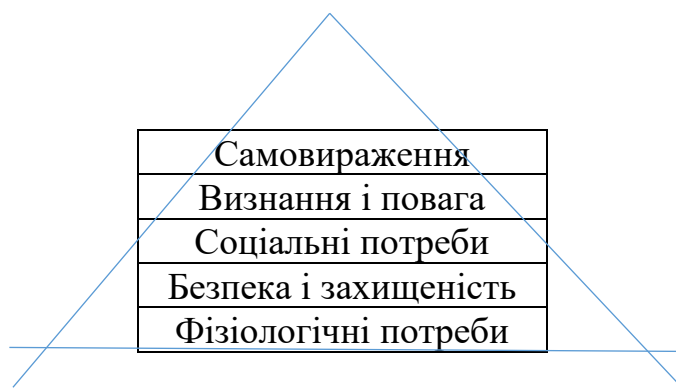 Самовираження
Визнання і повага
Соціальні потреби
Безпека і захищеність
Фізіологічні потреби